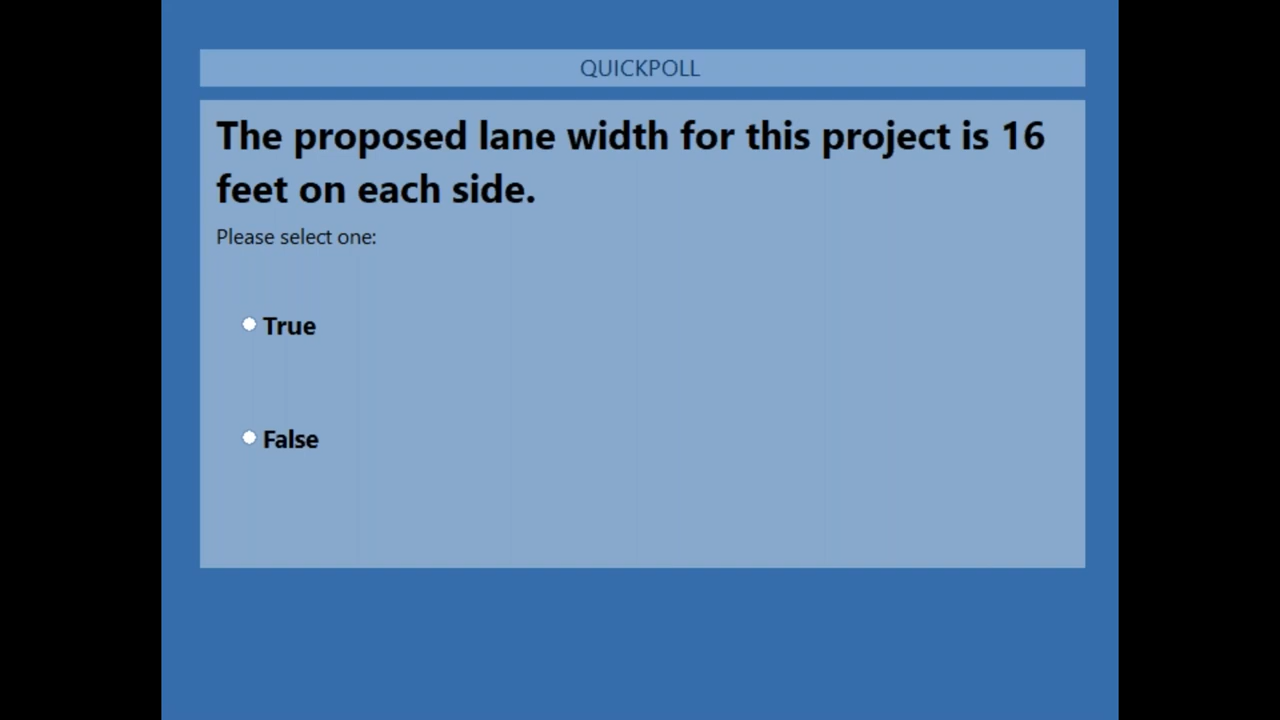 QUICKPOLL
The proposed lane width for this project is 16
feet on each side.
Please select one:
True
False